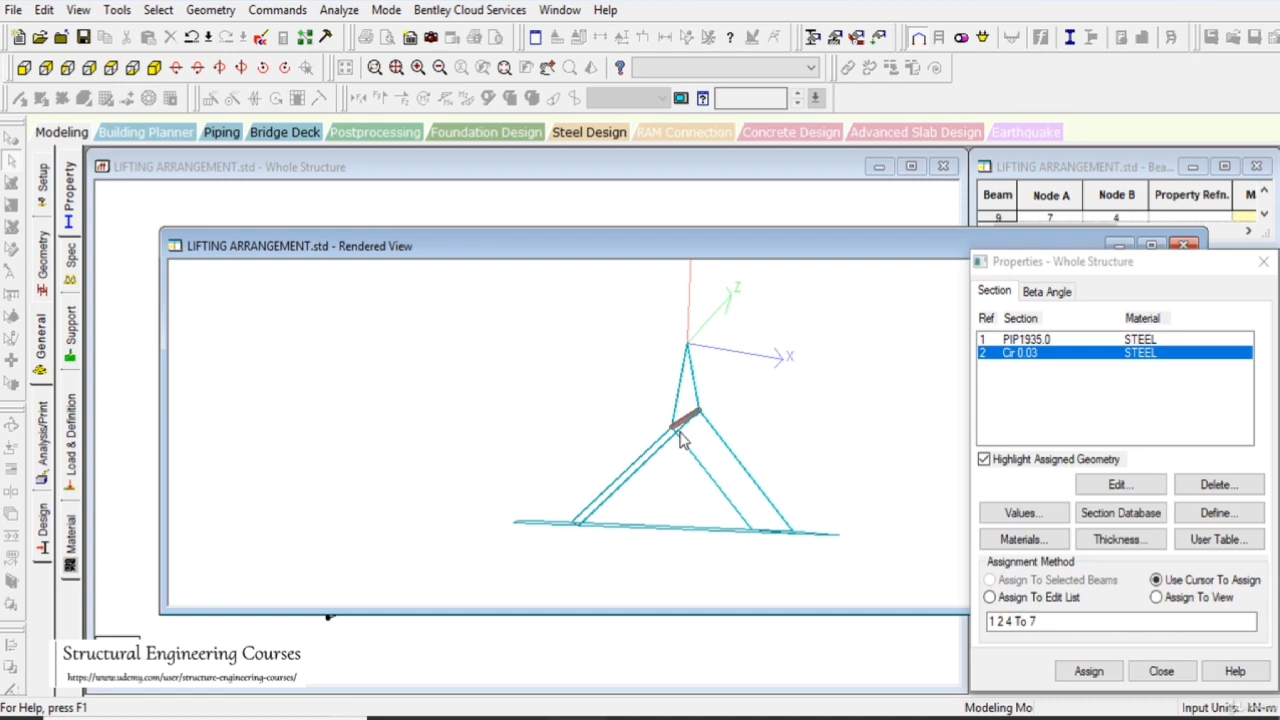 File Edit View Tools Select Geometry Commands Analyze Mode Bentley Cloud Services Window Help
Modeling Building Planner Piping Bridge Deck Postprocessing Foundation Design Steel Design RAM Connection Concrete Design Advanced Slab Design Earthquake
LIFTING ARRANGEMENT.std - Whole Structure
LIFTING ARRANGEMENT.std - Bea...
Beam Node A Node B Property Refn. M
9 7 4
Setup
Geometry
General
Analysis/Print
Design
Property
Spec
Support
Load & Definition
Material
LIFTING ARRANGEMENT.std - Rendered View
Z
X
Properties - Whole Structure
Section Beta Angle
Ref Section Material
1 PIP1935.0 STEEL
2 Cir 0.03 STEEL
Highlight Assigned Geometry
Edit... Delete...
Values... Section Database Define...
Materials... Thickness... User Table...
Assignment Method
Assign To Selected Beams Use Cursor To Assign
Assign To Edit List Assign To View
1 2 4 To 7
Assign Close Help
Structural Engineering Courses
https://www.udemy.com/user/structure-engineering-courses/
For Help, press F1
Modeling Mo
Input Units: kN-m